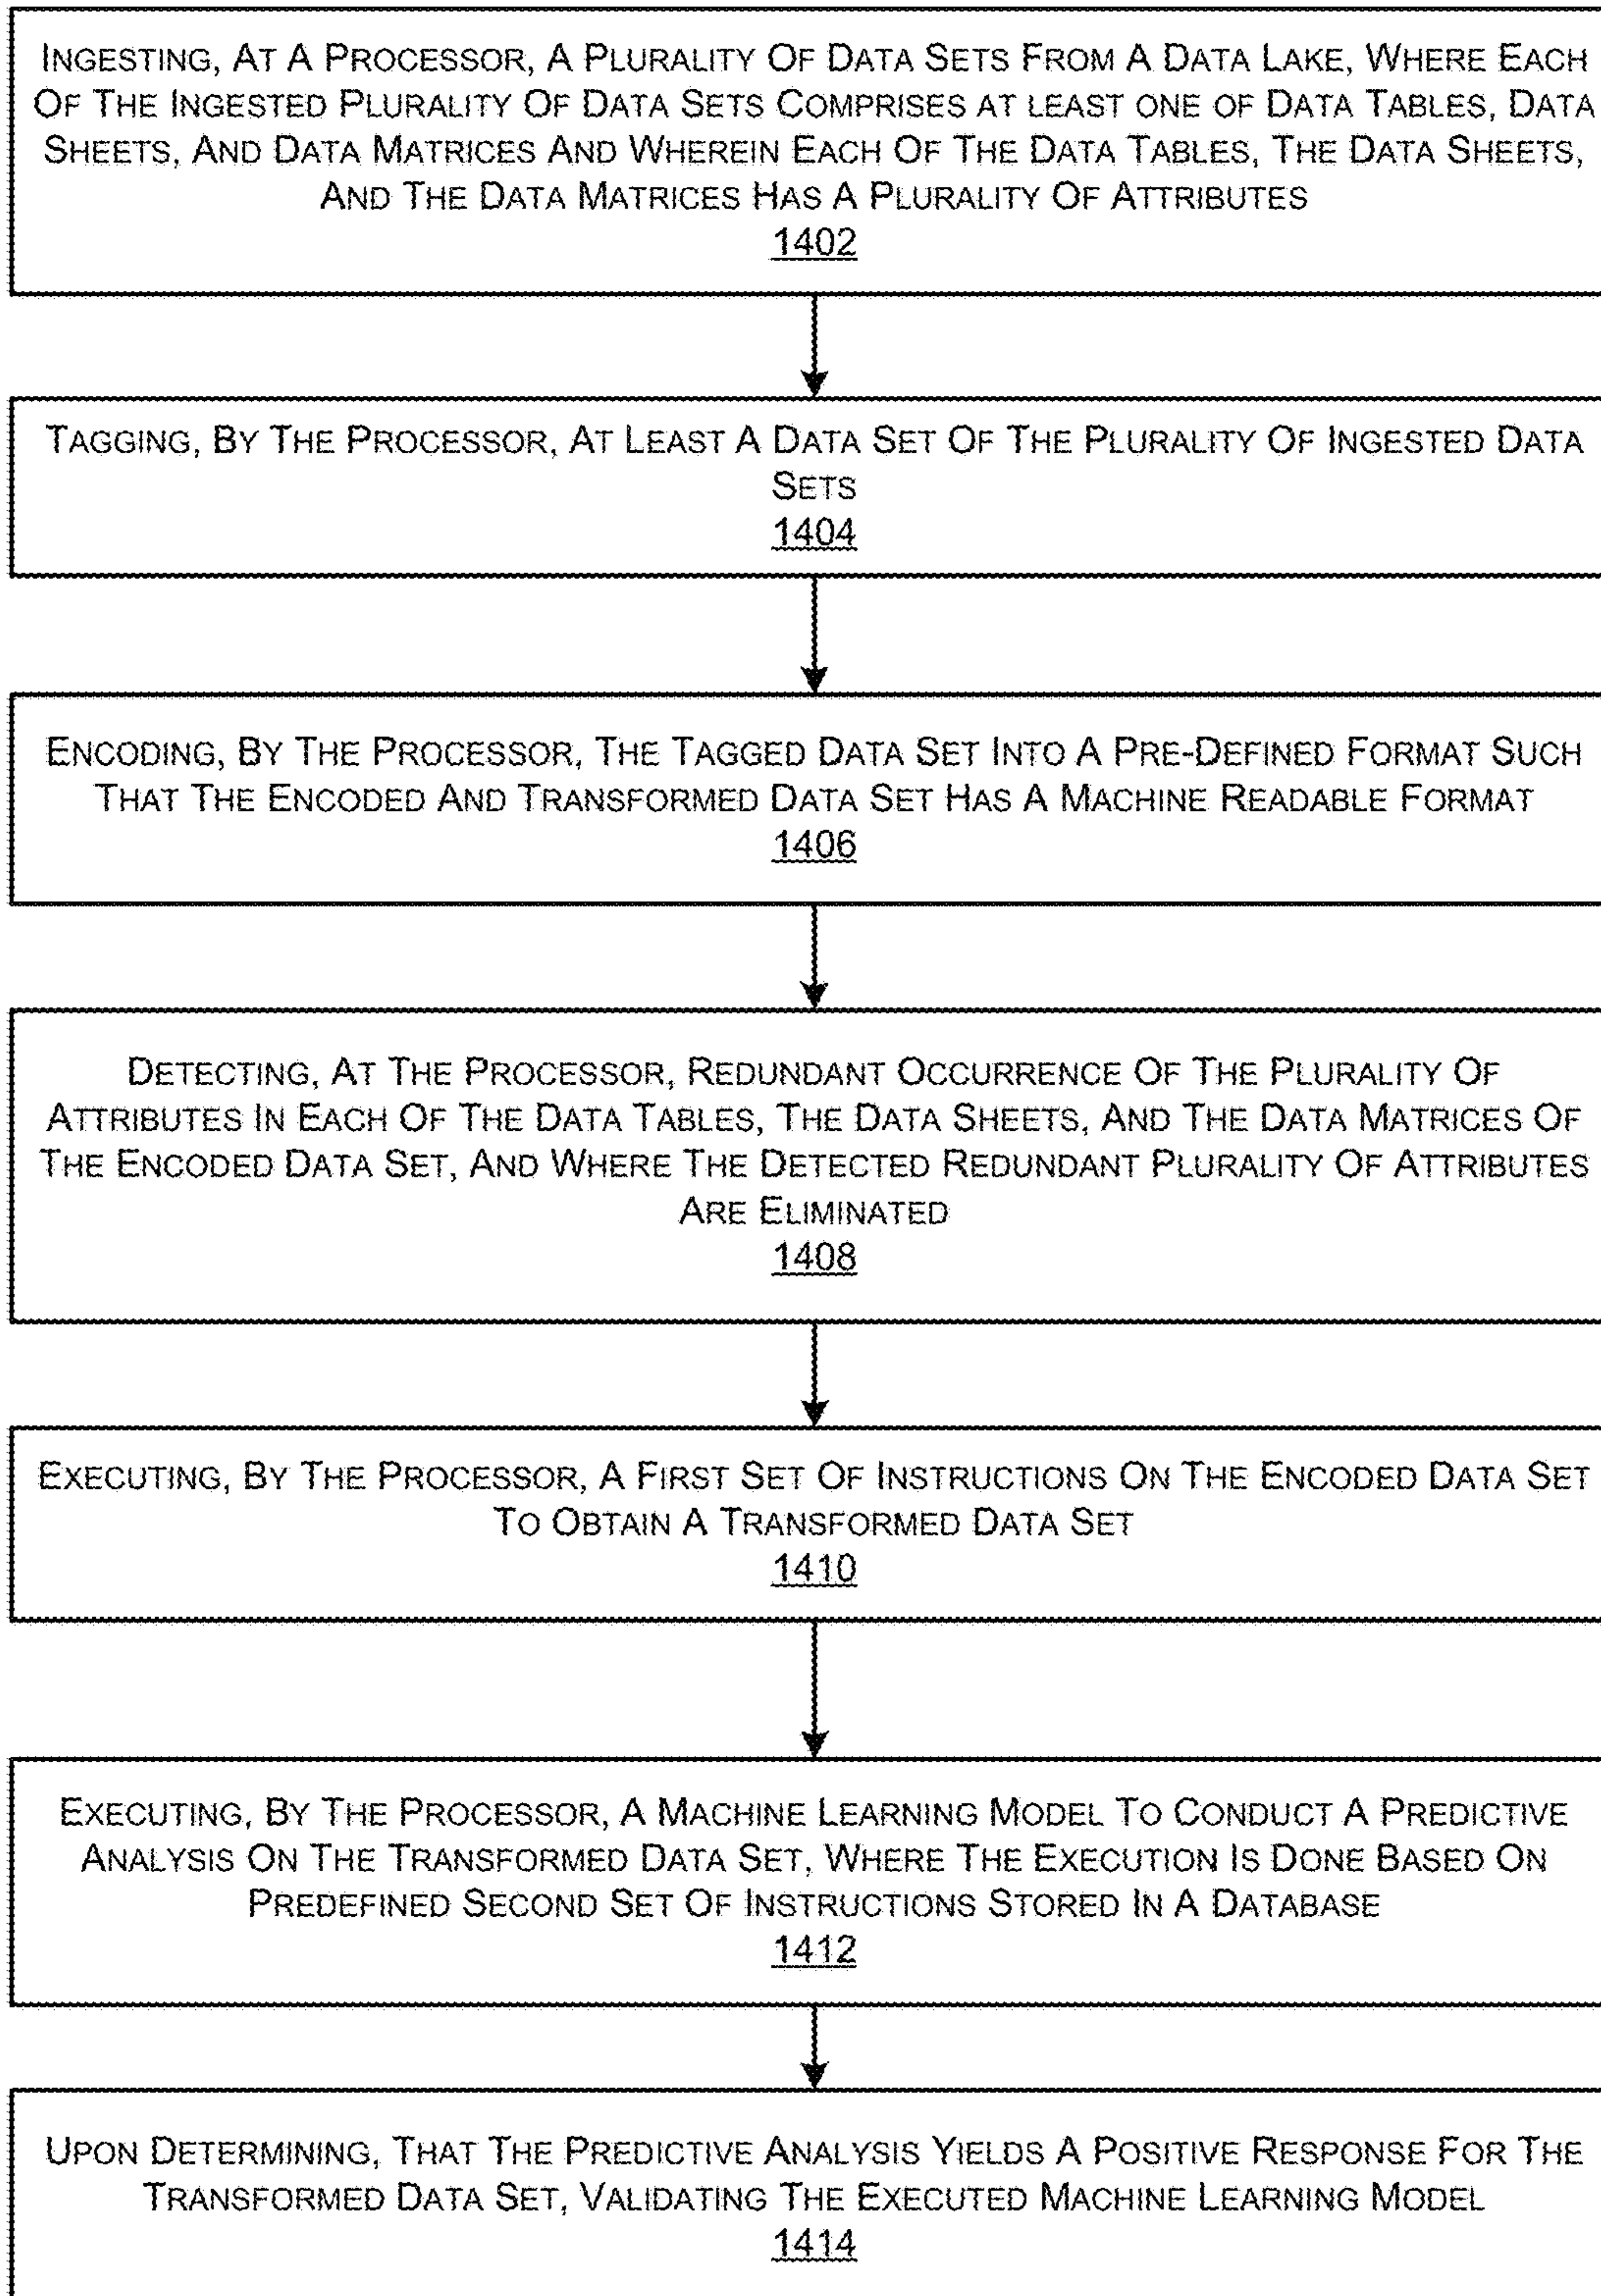 INGESTING, AT A PROCESSOR, A PLURALITY OF DATA SETS FROM A DATA LAKE, WHERE EACH
OF THE INGESTED PLURALITY OF DATA SETS COMPRISES AT LEAST ONE OF DATA TABLES, DATA
SHEETS, AND DATA MATRICES AND WHEREIN EACH OF THE DATA TABLES, THE DATA SHEETS,
AND THE DATA MATRICES HAS A PLURALITY OF ATTRIBUTES
1402
TAGGING, BY THE PROCESSOR, AT LEAST A DATA SET OF THE PLURALITY OF INGESTED DATA
SETS
1404
ENCODING, BY THE PROCESSOR, THE TAGGED DATA SET INTO A PRE-DEFINED FORMAT SUCH
THAT THE ENCODED AND TRANSFORMED DATA SET HAS A MACHINE READABLE FORMAT
1406
DETECTING, AT THE PROCESSOR, REDUNDANT OCCURRENCE OF THE PLURALITY OF
ATTRIBUTES IN EACH OF THE DATA TABLES, THE DATA SHEETS, AND THE DATA MATRICES OF
THE ENCODED DATA SET, AND WHERE THE DETECTED REDUNDANT PLURALITY OF ATTRIBUTES
ARE ELIMINATED
1408
EXECUTING, BY THE PROCESSOR, A FIRST SET OF INSTRUCTIONS ON THE ENCODED DATA SET
TO OBTAIN A TRANSFORMED DATA SET
1410
EXECUTING, BY THE PROCESSOR, A MACHINE LEARNING MODEL TO CONDUCT A PREDICTIVE
ANALYSIS ON THE TRANSFORMED DATA SET, WHERE THE EXECUTION IS DONE BASED ON
PREDEFINED SECOND SET OF INSTRUCTIONS STORED IN A DATABASE
1412
UPON DETERMINING, THAT THE PREDICTIVE ANALYSIS YIELDS A POSITIVE RESPONSE FOR THE
TRANSFORMED DATA SET, VALIDATING THE EXECUTED MACHINE LEARNING MODEL
1414